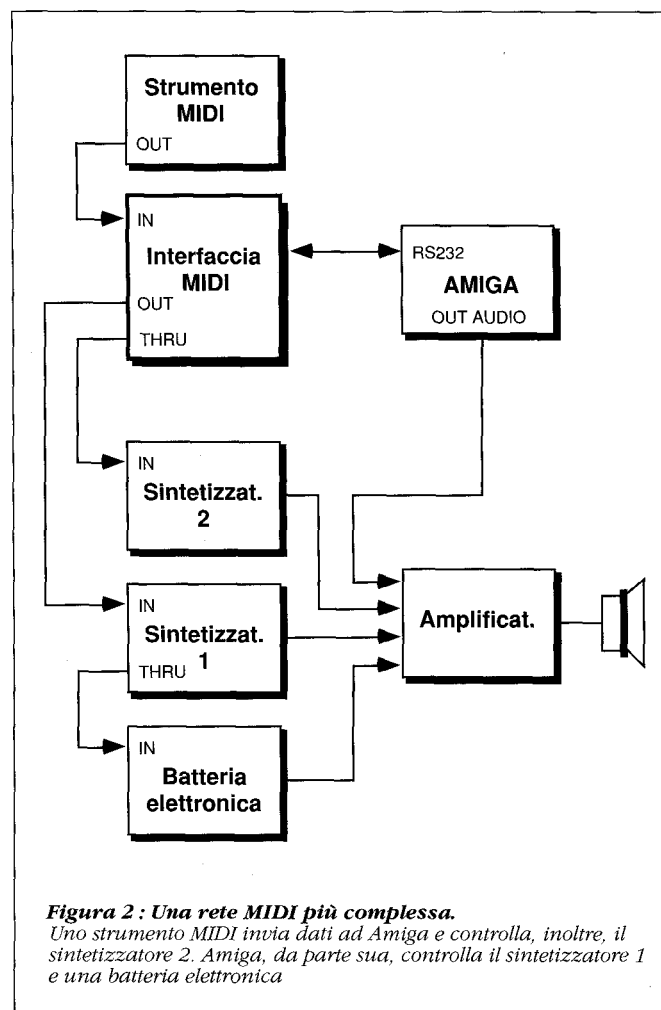 Strumento
MIDI
OUT
IN
Interfaccia
MIDI
OUT
THRU
RS232
AMIGA
OUT AUDIO
IN
Sintetizzat.
2
IN
Sintetizzat.
1
THRU
Amplificat.
IN
Batteria
elettronica
Figura 2 : Una rete MIDI più complessa.
Uno strumento MIDI invia dati ad Amiga e controlla, inoltre, il
sintetizzatore 2. Amiga, da parte sua, controlla il sintetizzatore 1
e una batteria elettronica